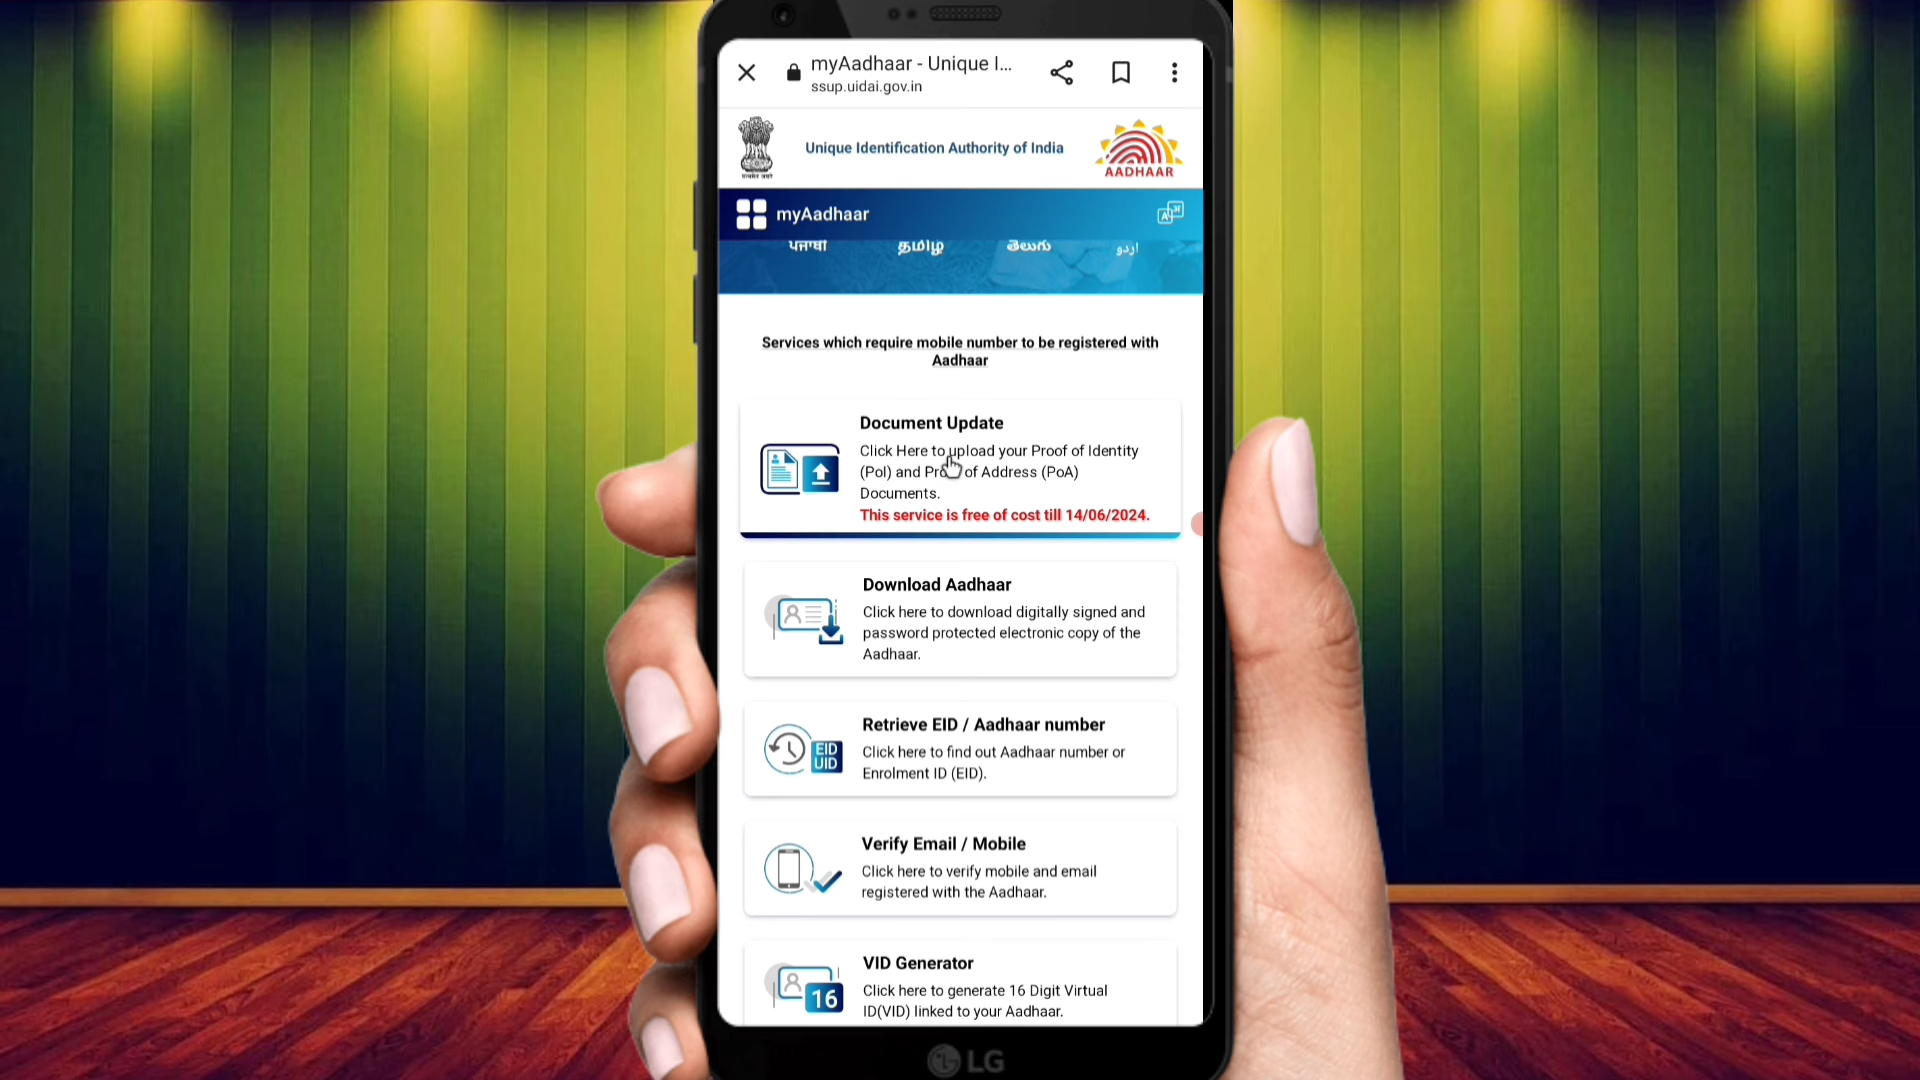 myAadhaar - Unique I...
ssup.uidai.gov.in
Unique Identification Authority of India
AADHAAR
myAadhaar
ਪੰਜਾਬੀ தமிழ் తెలుగు اردو
Services which require mobile number to be registered with
Aadhaar
Document Update
Click Here to upload your Proof of Identity
(PoI) and Proof of Address (PoA)
Documents.
This service is free of cost till 14/06/2024.
Download Aadhaar
Click here to download digitally signed and
password protected electronic copy of the
Aadhaar.
Retrieve EID / Aadhaar number
EID
UID
Click here to find out Aadhaar number or
Enrolment ID (EID).
Verify Email / Mobile
Click here to verify mobile and email
registered with the Aadhaar.
VID Generator
16
Click here to generate 16 Digit Virtual
ID(VID) linked to your Aadhaar.
LG